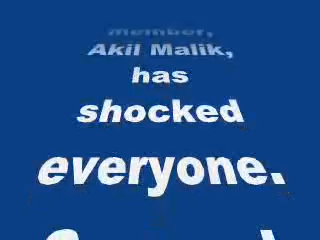 member,
Akil Malik,
has
shocked
everyone.